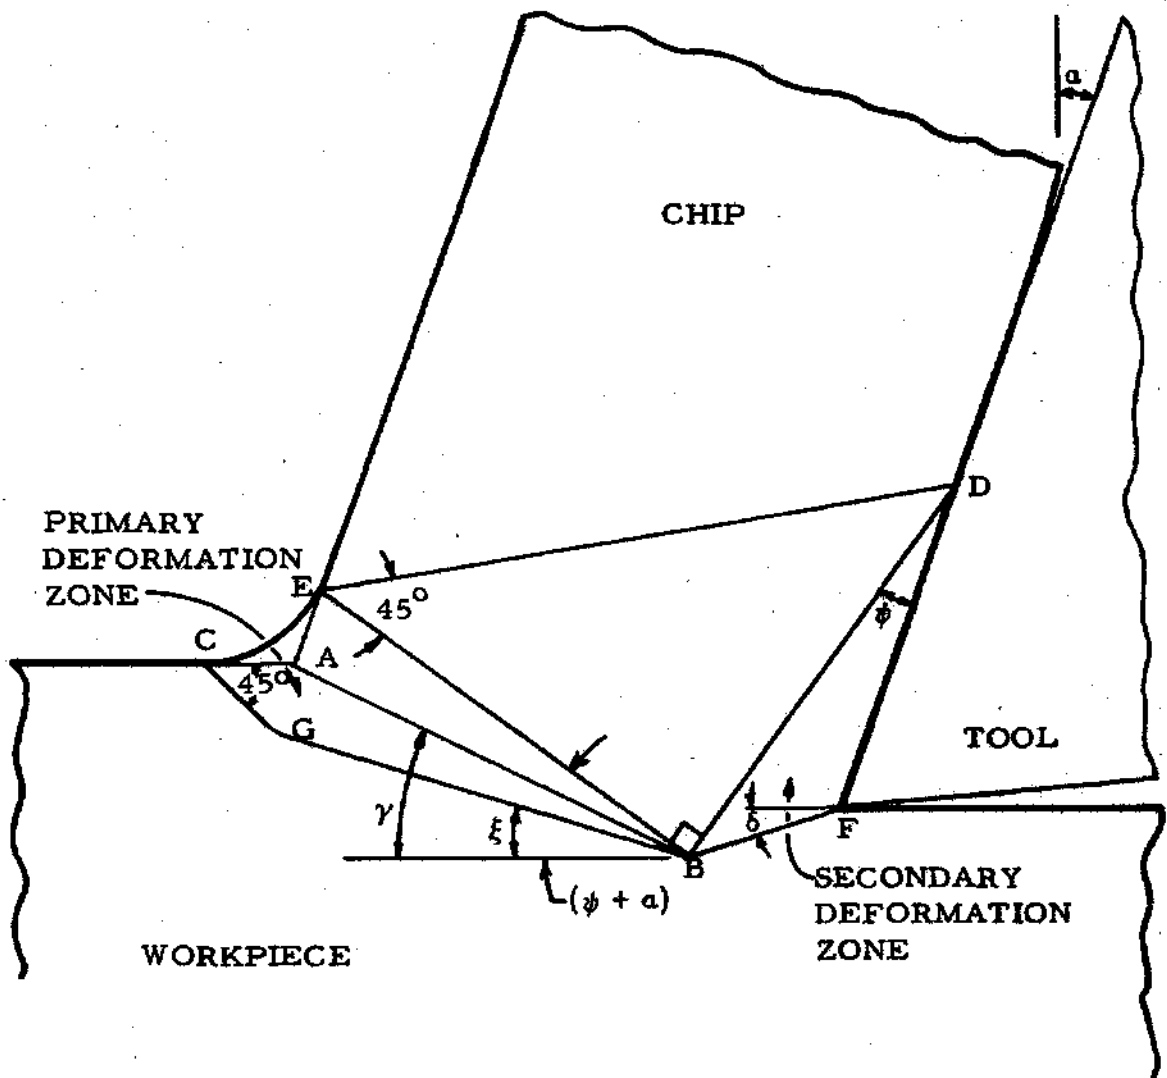 a
CHIP
D
PRIMARY
DEFORMATION
ZONE
E
45°
ψ
C
A
45°
G
TOOL
γ
ξ
δ
F
B
(ψ + a)
SECONDARY
DEFORMATION
ZONE
WORKPIECE